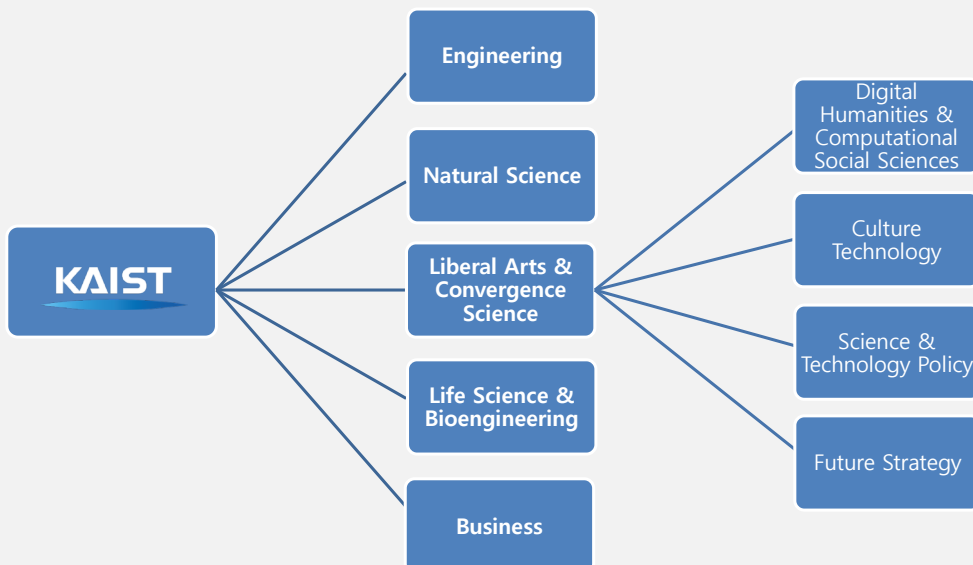 KAIST
Engineering
Natural Science
Liberal Arts &
Convergence
Science
Life Science &
Bioengineering
Business
Digital
Humanities &
Computational
Social Sciences
Culture
Technology
Science &
Technology Policy
Future Strategy